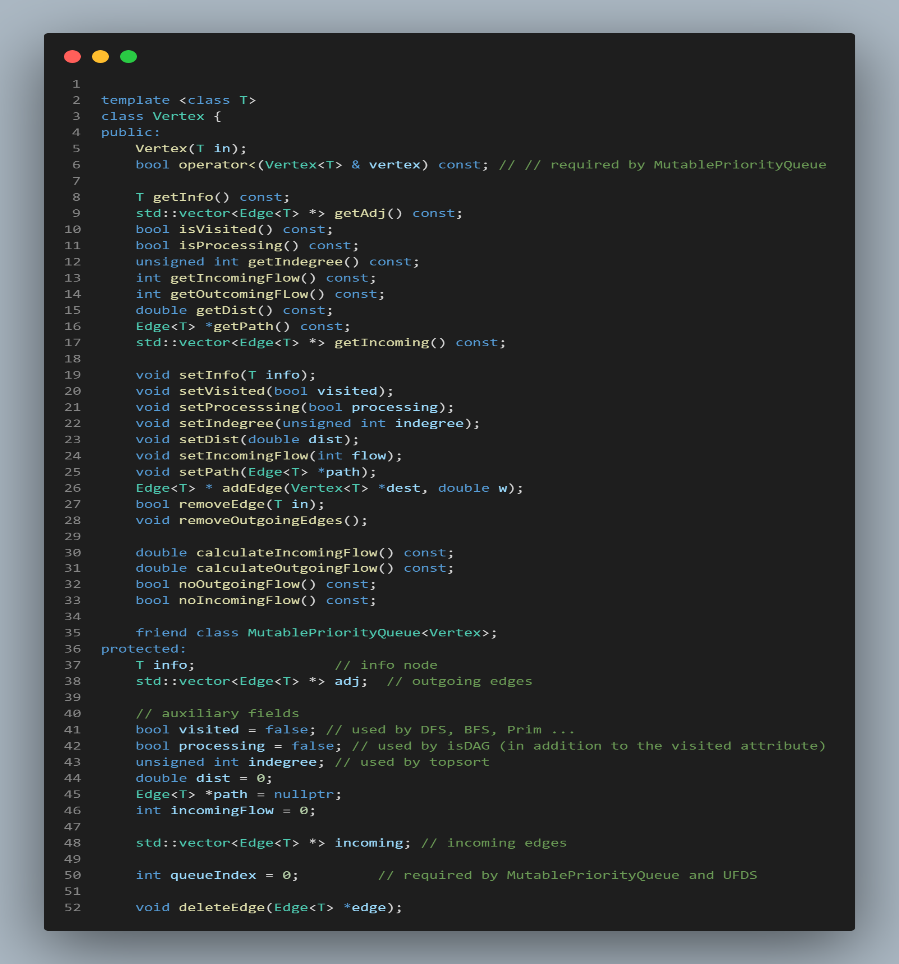 1
2 template <class T>
3 class Vertex {
4 public:
5     Vertex(T in);
6     bool operator<(Vertex<T> & vertex) const; // // required by MutablePriorityQueue
7
8     T getInfo() const;
9     std::vector<Edge<T> *> getAdj() const;
10     bool isVisited() const;
11     bool isProcessing() const;
12     unsigned int getIndegree() const;
13     int getIncomingFlow() const;
14     int getOutcomingFLow() const;
15     double getDist() const;
16     Edge<T> *getPath() const;
17     std::vector<Edge<T> *> getIncoming() const;
18
19     void setInfo(T info);
20     void setVisited(bool visited);
21     void setProcesssing(bool processing);
22     void setIndegree(unsigned int indegree);
23     void setDist(double dist);
24     void setIncomingFlow(int flow);
25     void setPath(Edge<T> *path);
26     Edge<T> * addEdge(Vertex<T> *dest, double w);
27     bool removeEdge(T in);
28     void removeOutgoingEdges();
29
30     double calculateIncomingFlow() const;
31     double calculateOutgoingFlow() const;
32     bool noOutgoingFlow() const;
33     bool noIncomingFlow() const;
34
35     friend class MutablePriorityQueue<Vertex>;
36 protected:
37     T info;                // info node
38     std::vector<Edge<T> *> adj;  // outgoing edges
39
40     // auxiliary fields
41     bool visited = false; // used by DFS, BFS, Prim ...
42     bool processing = false; // used by isDAG (in addition to the visited attribute)
43     unsigned int indegree; // used by topsort
44     double dist = 0;
45     Edge<T> *path = nullptr;
46     int incomingFlow = 0;
47
48     std::vector<Edge<T> *> incoming; // incoming edges
49
50     int queueIndex = 0;         // required by MutablePriorityQueue and UFDS
51
52     void deleteEdge(Edge<T> *edge);